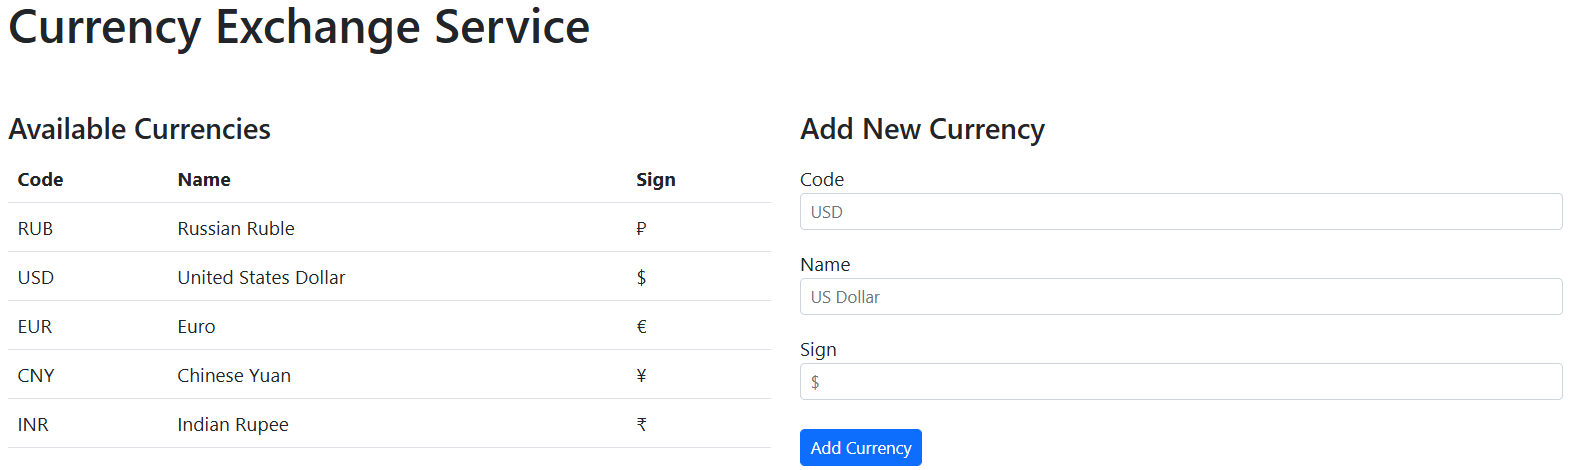 Currency Exchange Service
Available Currencies
Code Name Sign
RUB Russian Ruble ₽
USD United States Dollar $
EUR Euro €
CNY Chinese Yuan ¥
INR Indian Rupee ₹
Add New Currency
Code
USD
Name
US Dollar
Sign
$
Add Currency